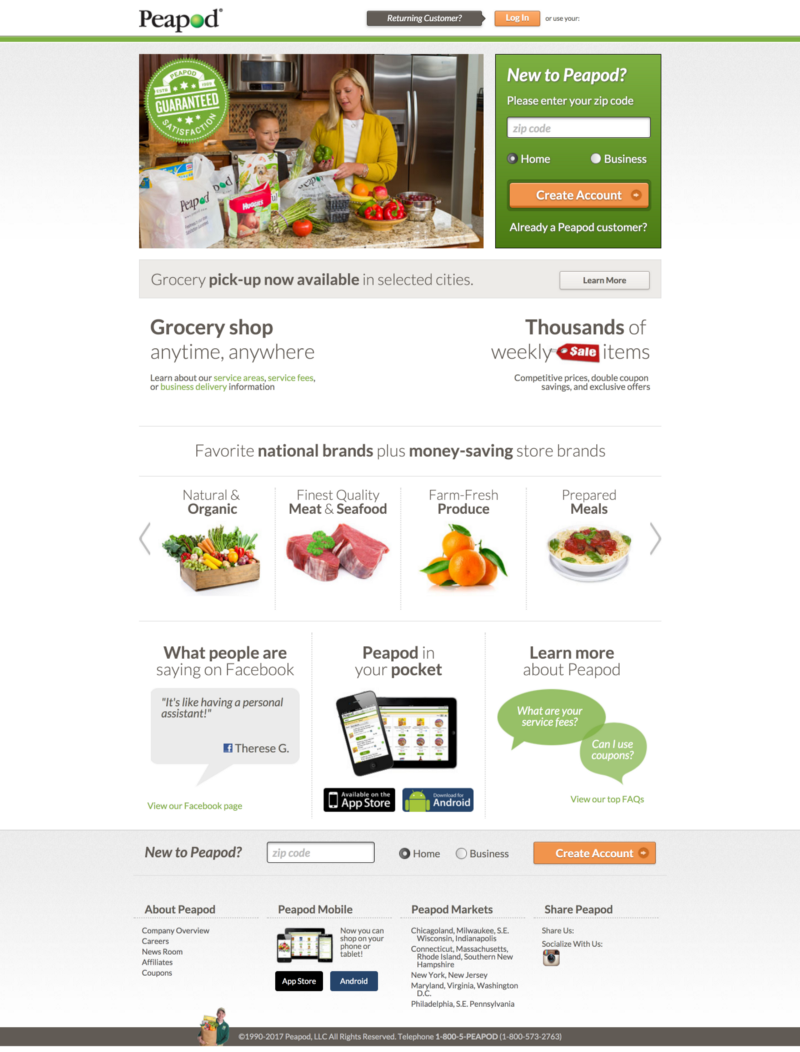 Peapod®
Returning Customer?
Log In
or use your:
PEAPOD
GUARANTEED
SATISFACTION
Peapod
HUGGIES
New to Peapod?
Please enter your zip code
zip code
Home
Business
Create Account
Already a Peapod customer?
Grocery pick-up now available in selected cities.
Learn More
Grocery shop
anytime, anywhere
Learn about our service areas, service fees,
or business delivery information
Thousands of
weekly Sale items
Competitive prices, double coupon
savings, and exclusive offers
Favorite national brands plus money-saving store brands
Natural &
Organic
Finest Quality
Meat & Seafood
Farm-Fresh
Produce
Prepared
Meals
What people are
saying on Facebook
"It's like having a personal
assistant!"
f Therese G.
View our Facebook page
Peapod in
your pocket
Available on the
App Store
Download for
Android
Learn more
about Peapod
What are your
service fees?
Can I use
coupons?
View our top FAQs
New to Peapod?
zip code
Home
Business
Create Account
About Peapod
Company Overview
Careers
News Room
Affiliates
Coupons
Peapod Mobile
Now you can
shop on your
phone or
tablet!
App Store
Android
Peapod Markets
Chicagoland, Milwaukee, S.E.
Wisconsin, Indianapolis
Connecticut, Massachusetts,
Rhode Island, Southern New
Hampshire
New York, New Jersey
Maryland, Virginia, Washington
D.C.
Philadelphia, S.E. Pennsylvania
Share Peapod
Share Us:
Socialize With Us:
©1990-2017 Peapod, LLC All Rights Reserved. Telephone 1-800-5-PEAPOD (1-800-573-2763)